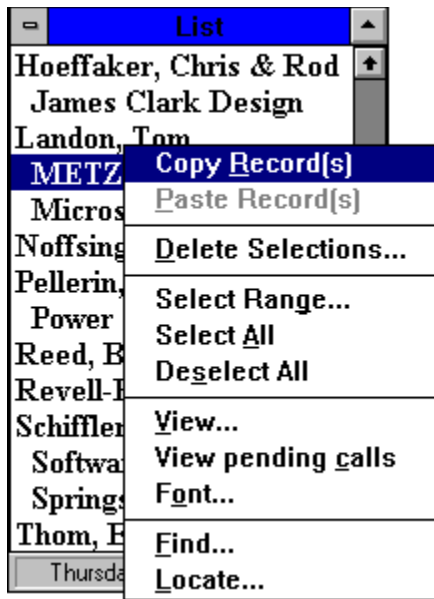 List
Hoeffaker, Chris & Rod
James Clark Design
Landon, Tom
METZ
Micros
Noffsing
Pellerin,
Power
Reed, B
Revell-
Schiffler
Softwa
Springs
Thom, E
Thursda
Copy Record(s)
Paste Record(s)
Delete Selections...
Select Range...
Select All
Deselect All
View...
View pending calls
Font...
Find...
Locate...